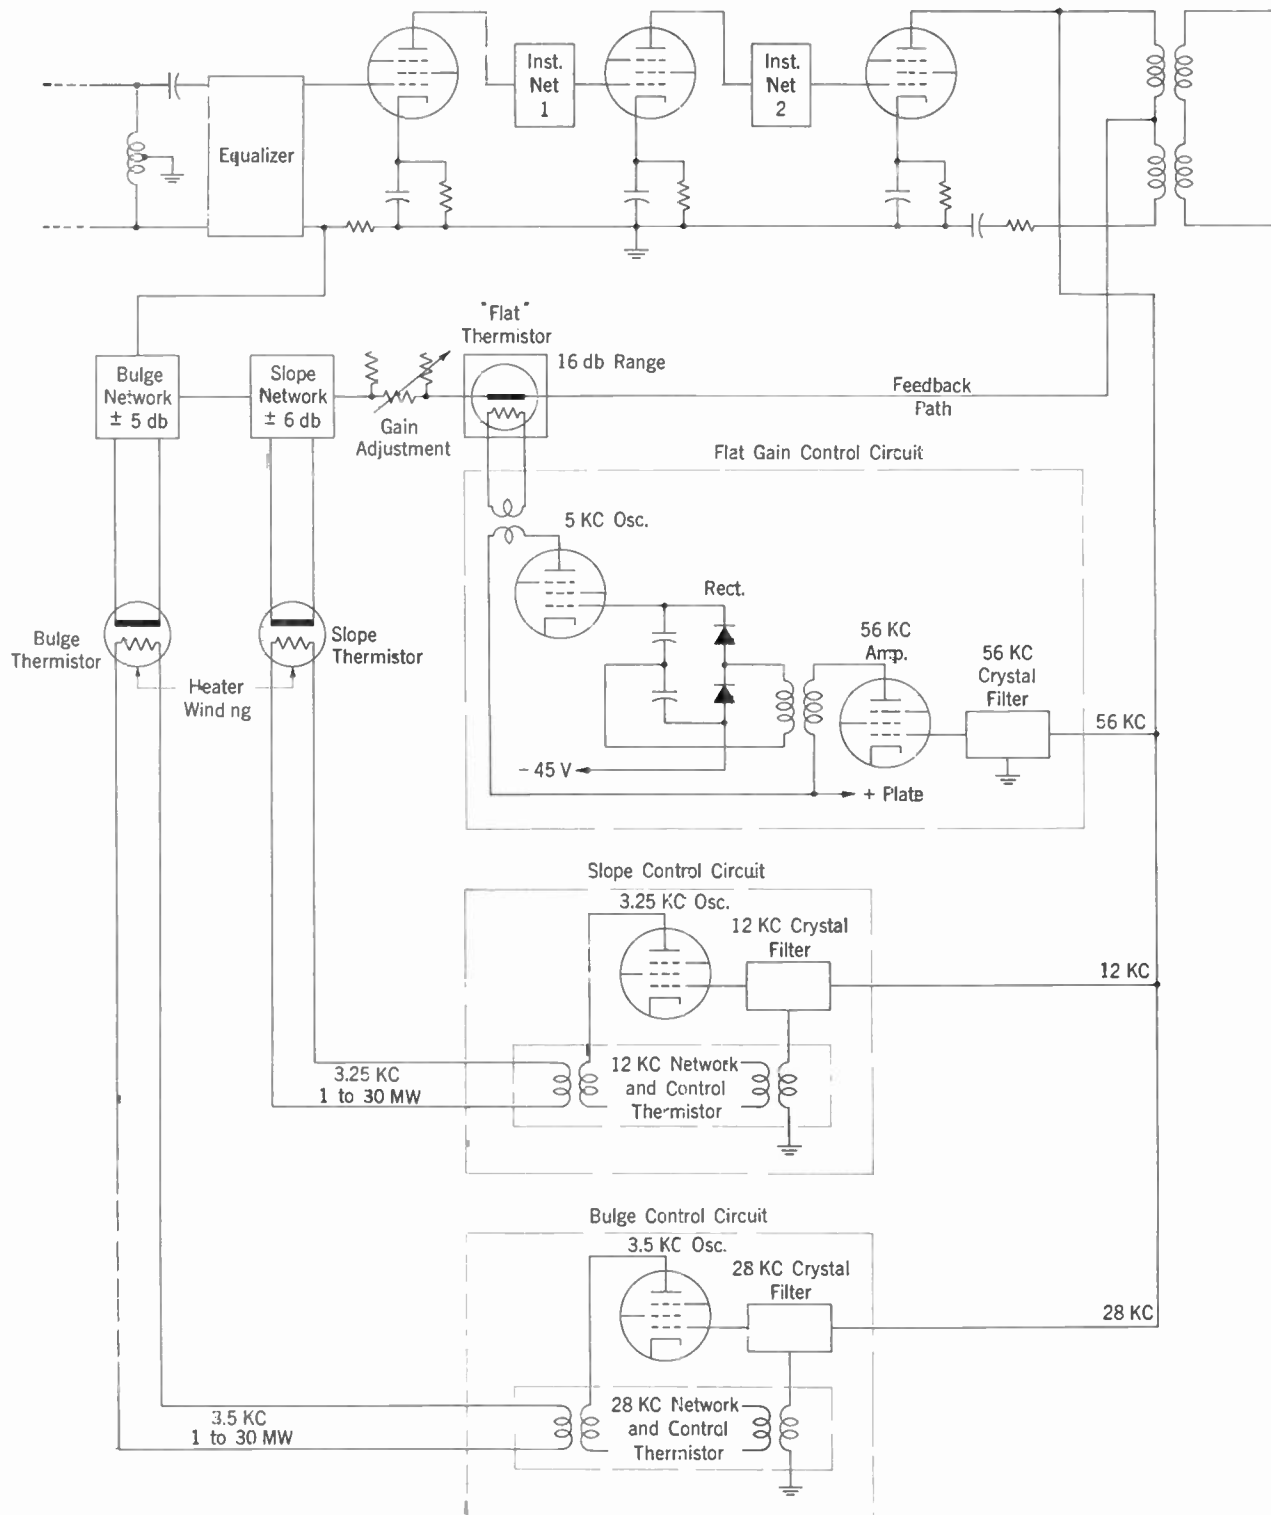 Equalizer
Inst.
Net
1
Inst.
Net
2
"Flat"
Thermistor
16 db Range
Bulge
Network
± 5 db
Slope
Network
± 6 db
Gain
Adjustment
Feedback
Path
Flat Gain Control Circuit
5 KC Osc.
Rect.
56 KC
Amp.
56 KC
Crystal
Filter
56 KC
Bulge
Thermistor
Slope
Thermistor
Heater
Winding
- 45 V
+ Plate
Slope Control Circuit
3.25 KC Osc.
12 KC Crystal
Filter
12 KC
3.25 KC
1 to 30 MW
12 KC Network
and Control
Thermistor
Bulge Control Circuit
3.5 KC Osc.
28 KC Crystal
Filter
28 KC
3.5 KC
1 to 30 MW
28 KC Network
and Control
Thermistor